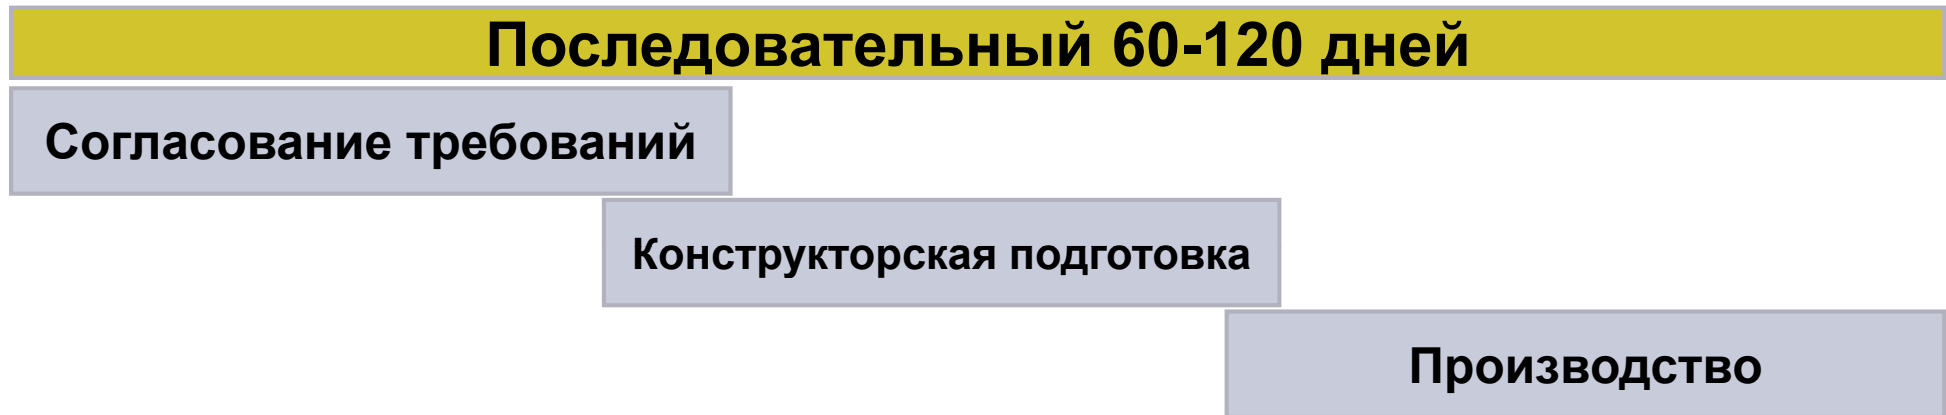 Последовательный 60-120 дней
Согласование требований
Конструкторская подготовка
Производство